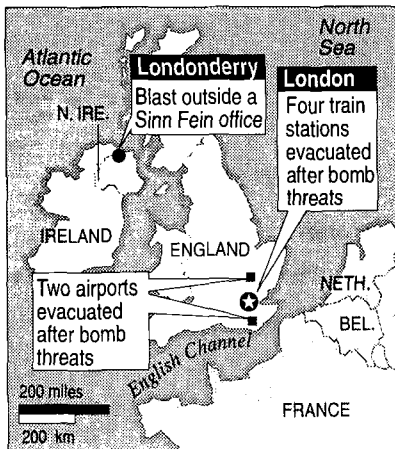 North
Sea
Atlantic
Ocean
Londonderry
Blast outside a
Sinn Fein office
London
Four train
stations
evacuated
after bomb
threats
N. IRE.
IRELAND
ENGLAND
Two airports
evacuated
after bomb
threats
NETH.
BEL.
English Channel
200 miles
200 km
FRANCE